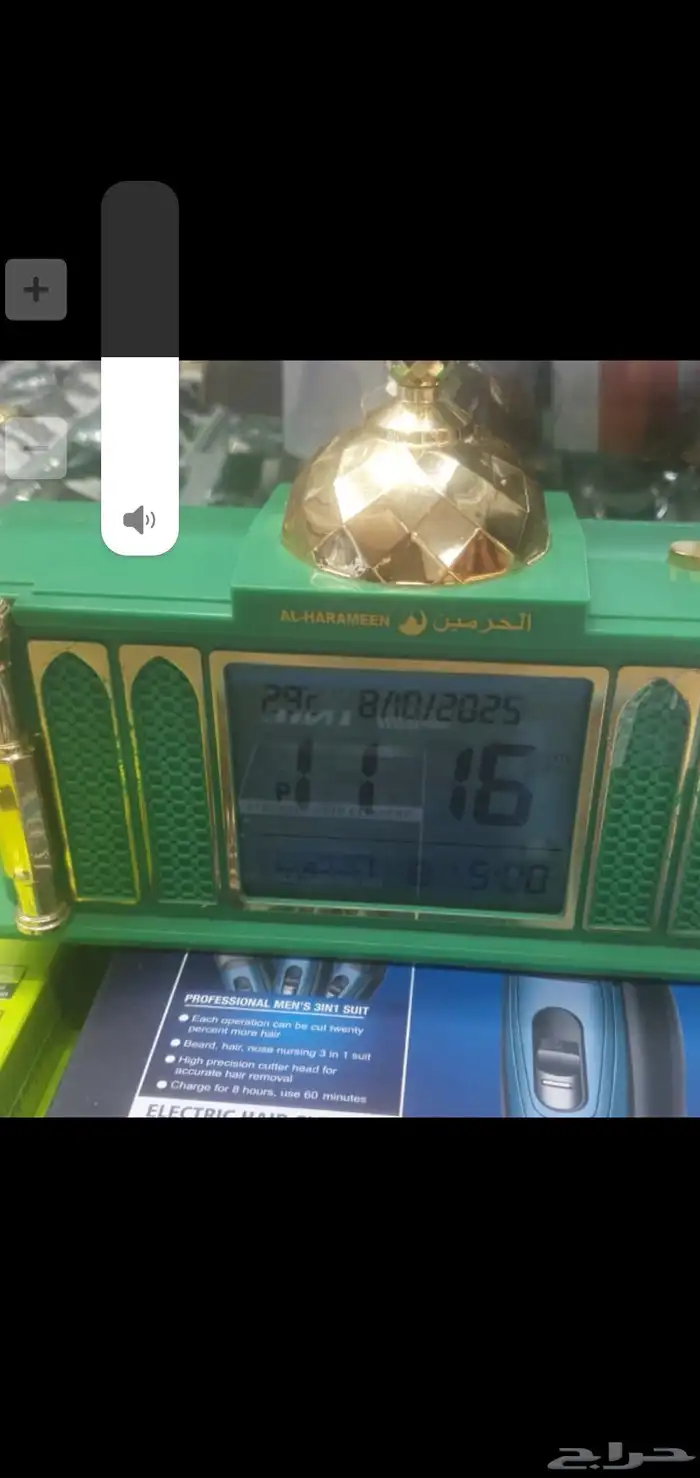 AL-HARAMEEN الحرمين
29c 8/10/2025
P 11 16
5:00
PROFESSIONAL MEN'S 3IN1 SUIT
Each operation can be cut twenty
percent more hair
Beard, hair, nose nursing 3 in 1 suit
High precision cutter head for
accurate hair removal
Charge for 8 hours, use 60 minutes
ELECTRIC HAIR
حراج